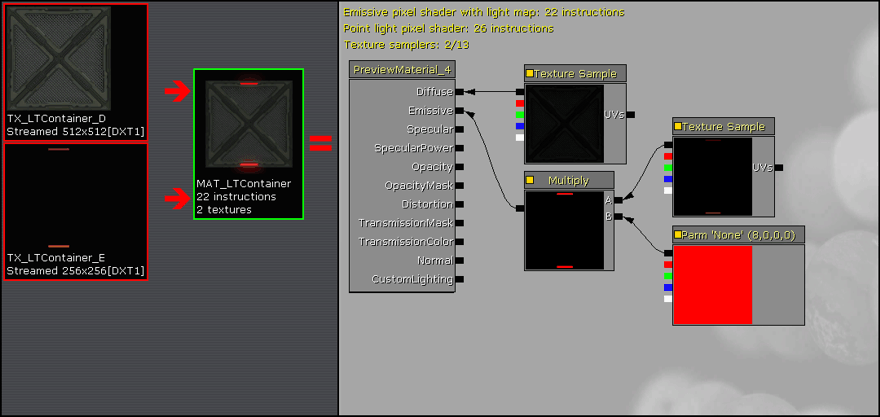 TX_LTContainer_D
Streamed 512x512[DXT1]
TX_LTContainer_E
Streamed 256x256[DXT1]
MAT_LTContainer
22 instructions
2 textures
Emissive pixel shader with light map: 22 instructions
Point light pixel shader: 26 instructions
Texture samplers: 2/13
PreviewMaterial_4
Diffuse
Emissive
Specular
SpecularPower
Opacity
OpacityMask
Distortion
TransmissionMask
TransmissionColor
Normal
CustomLighting
Texture Sample
UVs
Multiply
A
B
Texture Sample
UVs
Parm 'None' (8,0,0,0)